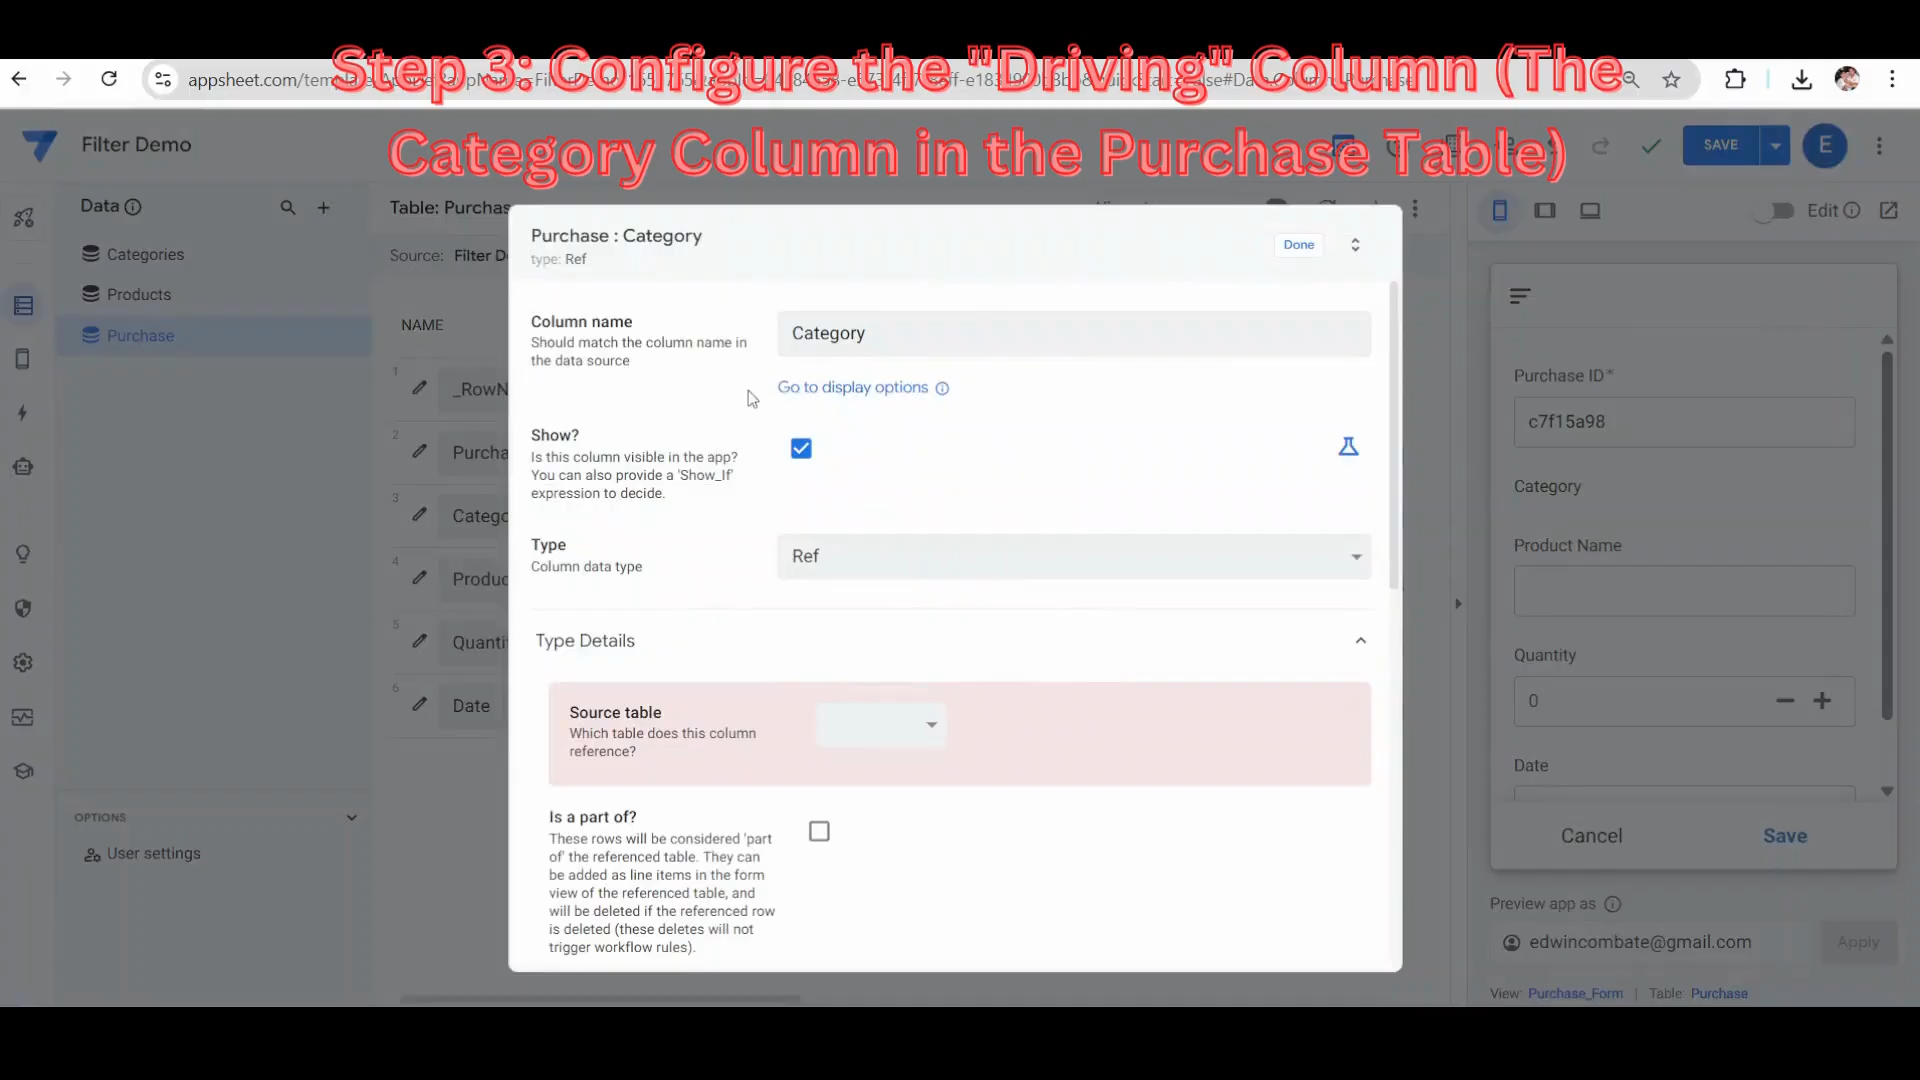 Step 3: Configure the "Driving" Column (The
Category Column in the Purchase Table)
appsheet.com/temp
Filter Demo
SAVE
E
Data
Categories
Products
Purchase
OPTIONS
User settings
Table: Purchas
Source: Filter D
NAME
1
_RowN
2
Purcha
3
Catego
4
Produc
5
Quanti
6
Date
Purchase : Category
type: Ref
Done
Column name
Should match the column name in
the data source
Category
Go to display options
Show?
Is this column visible in the app?
You can also provide a 'Show_If'
expression to decide.
Type
Column data type
Ref
Type Details
Source table
Which table does this column
reference?
Is a part of?
These rows will be considered 'part
of' the referenced table. They can
be added as line items in the form
view of the referenced table, and
will be deleted if the referenced row
is deleted (these deletes will not
trigger workflow rules).
Edit
Purchase ID*
c7f15a98
Category
Product Name
Quantity
0
Date
Cancel
Save
Preview app as
edwincombate@gmail.com
Apply
View: Purchase_Form | Table: Purchase